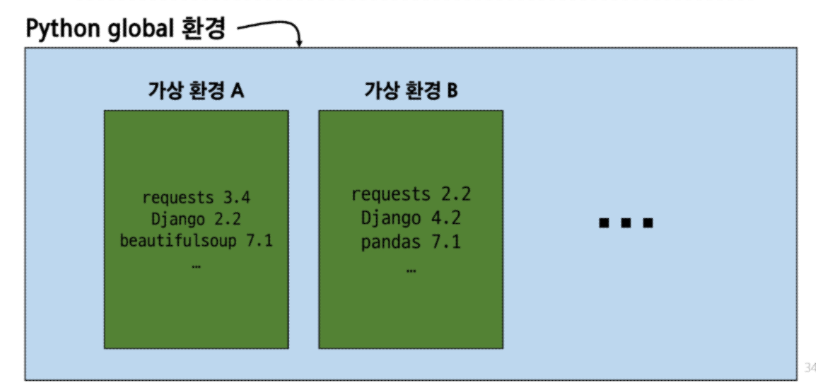 Python global 환경
가상 환경 A
requests 3.4
Django 2.2
beautifulsoup 7.1
…
가상 환경 B
requests 2.2
Django 4.2
pandas 7.1
…
...
34